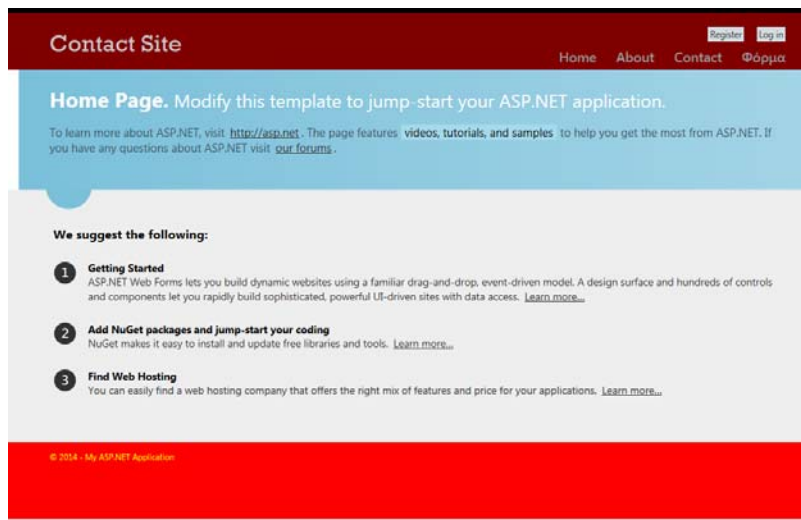 Contact Site
Register Log in
Home About Contact Φόρμα
Home Page. Modify this template to jump-start your ASP.NET application.
To learn more about ASP.NET, visit http://asp.net. The page features videos, tutorials, and samples to help you get the most from ASP.NET. If
you have any questions about ASP.NET visit our forums.
We suggest the following:
1 Getting Started
ASP.NET Web Forms lets you build dynamic websites using a familiar drag-and-drop, event-driven model. A design surface and hundreds of controls
and components let you rapidly build sophisticated, powerful UI-driven sites with data access. Learn more...
2 Add NuGet packages and jump-start your coding
NuGet makes it easy to install and update free libraries and tools. Learn more...
3 Find Web Hosting
You can easily find a web hosting company that offers the right mix of features and price for your applications. Learn more...
© 2014 - My ASP.NET Application